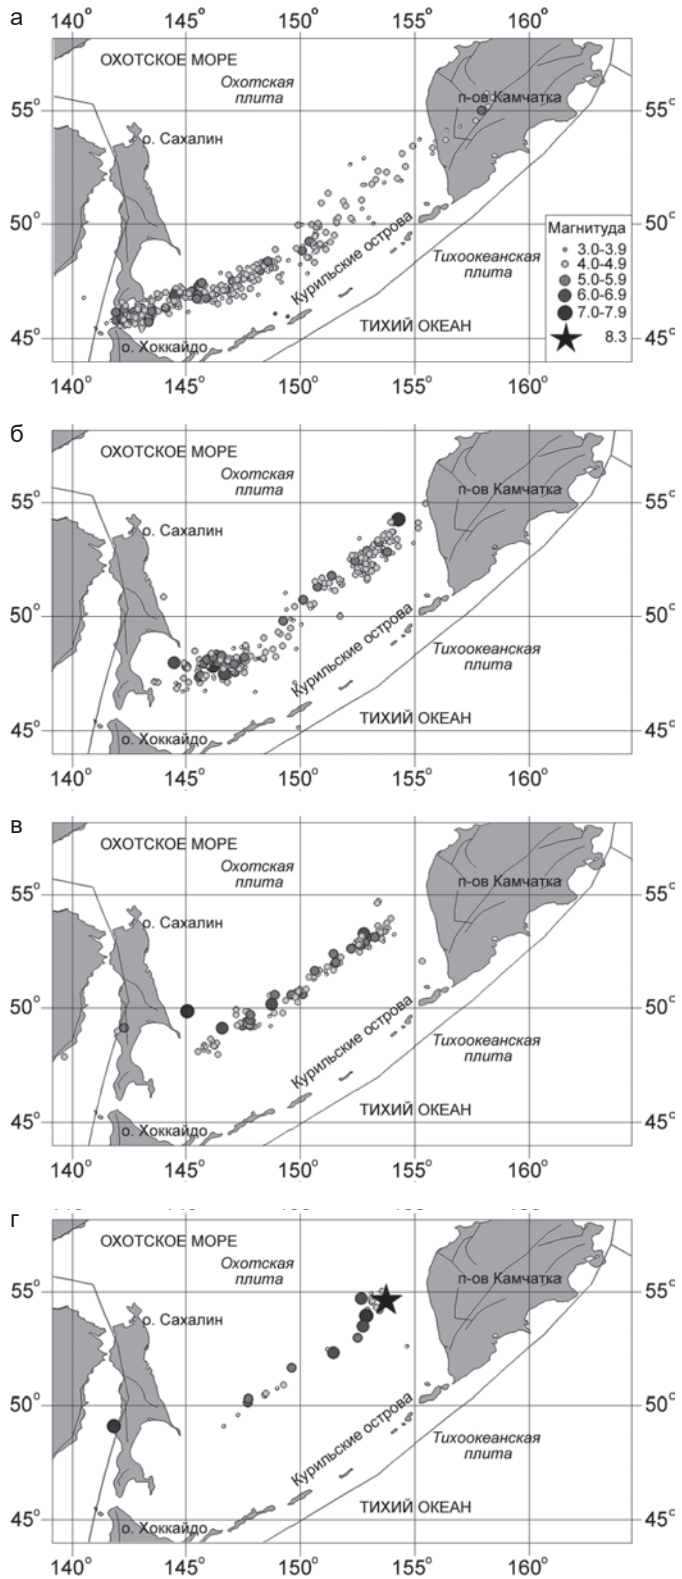 а
140° 145° 150° 155° 160°
ОХОТСКОЕ МОРЕ
Охотская
плита
55°
п-ов Камчатка
55°
о. Сахалин
50°
50°
Курильские острова
Тихоокеанская
плита
Магнитуда
3.0-3.9
4.0-4.9
5.0-5.9
6.0-6.9
7.0-7.9
8.3
45°
ТИХИЙ ОКЕАН
о. Хоккайдо
45°
140° 145° 150° 155° 160°
б
ОХОТСКОЕ МОРЕ
Охотская
плита
55°
п-ов Камчатка
55°
о. Сахалин
50°
50°
Курильские острова
Тихоокеанская
плита
45°
ТИХИЙ ОКЕАН
о. Хоккайдо
45°
140° 145° 150° 155° 160°
в
ОХОТСКОЕ МОРЕ
Охотская
плита
55°
п-ов Камчатка
55°
о. Сахалин
50°
50°
Курильские острова
Тихоокеанская
плита
45°
ТИХИЙ ОКЕАН
о. Хоккайдо
45°
140° 145° 150° 155° 160°
г
ОХОТСКОЕ МОРЕ
Охотская
плита
55°
п-ов Камчатка
55°
о. Сахалин
50°
50°
Курильские острова
Тихоокеанская
плита
45°
ТИХИЙ ОКЕАН
о. Хоккайдо
45°
140° 145° 150° 155° 160°